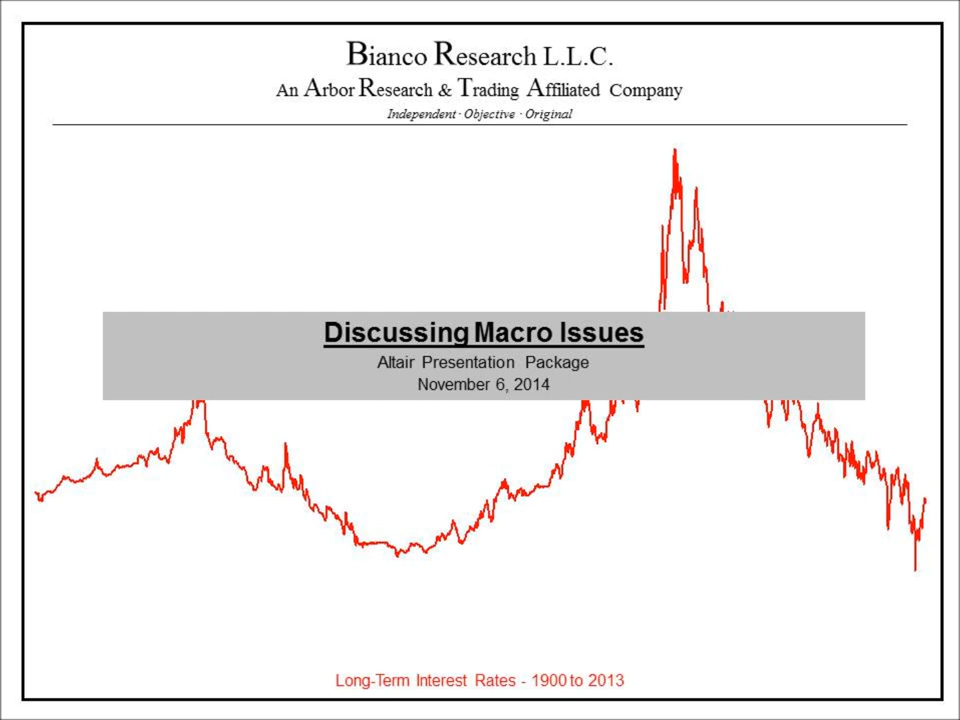 Bianco Research L.L.C.
An Arbor Research & Trading Affiliated Company
Independent · Objective · Original
Discussing Macro Issues
Altair Presentation Package
November 6, 2014
Long-Term Interest Rates - 1900 to 2013